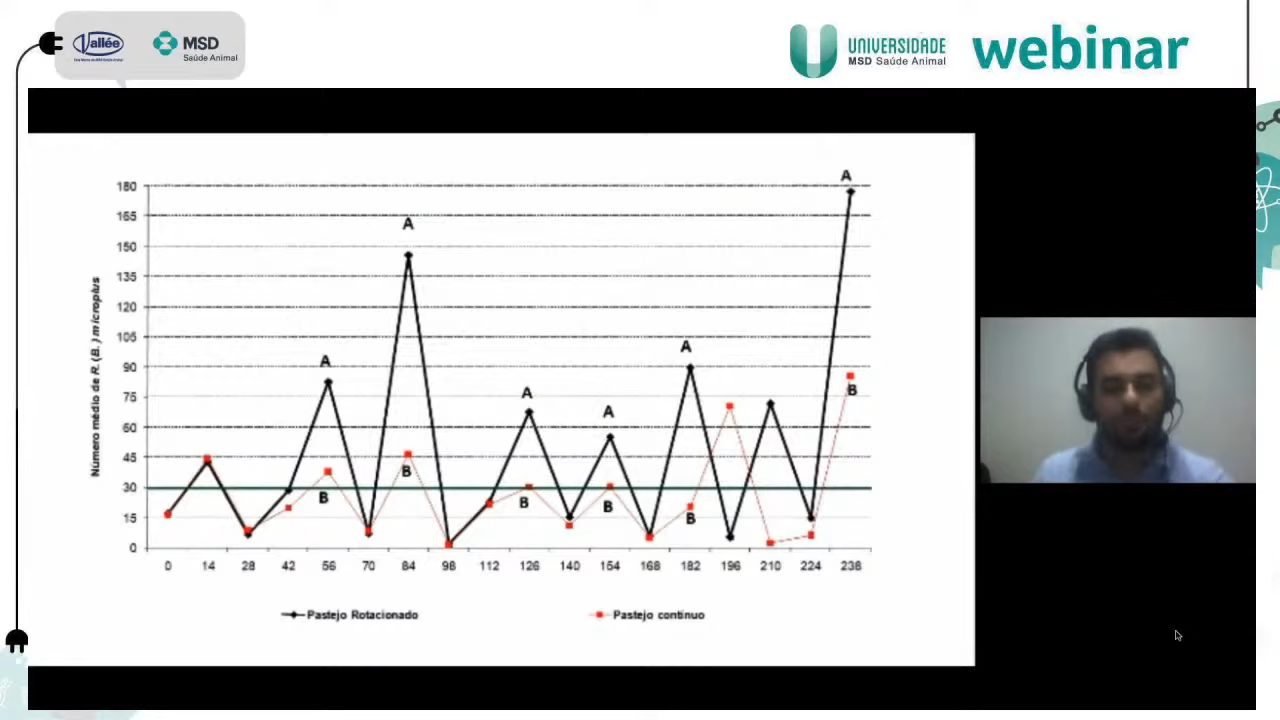 Vallée
MSD
Saúde Animal
UNIVERSIDADE
MSD Saúde Animal
webinar
Número médio de R. (B.) microplus
180
165
150
135
120
105
90
75
60
45
30
15
0
A
A
A
A
A
A
B
B
B
B
B
B
0 14 28 42 56 70 84 98 112 126 140 154 168 182 196 210 224 238
Pastejo Rotacionado
Pastejo contínuo